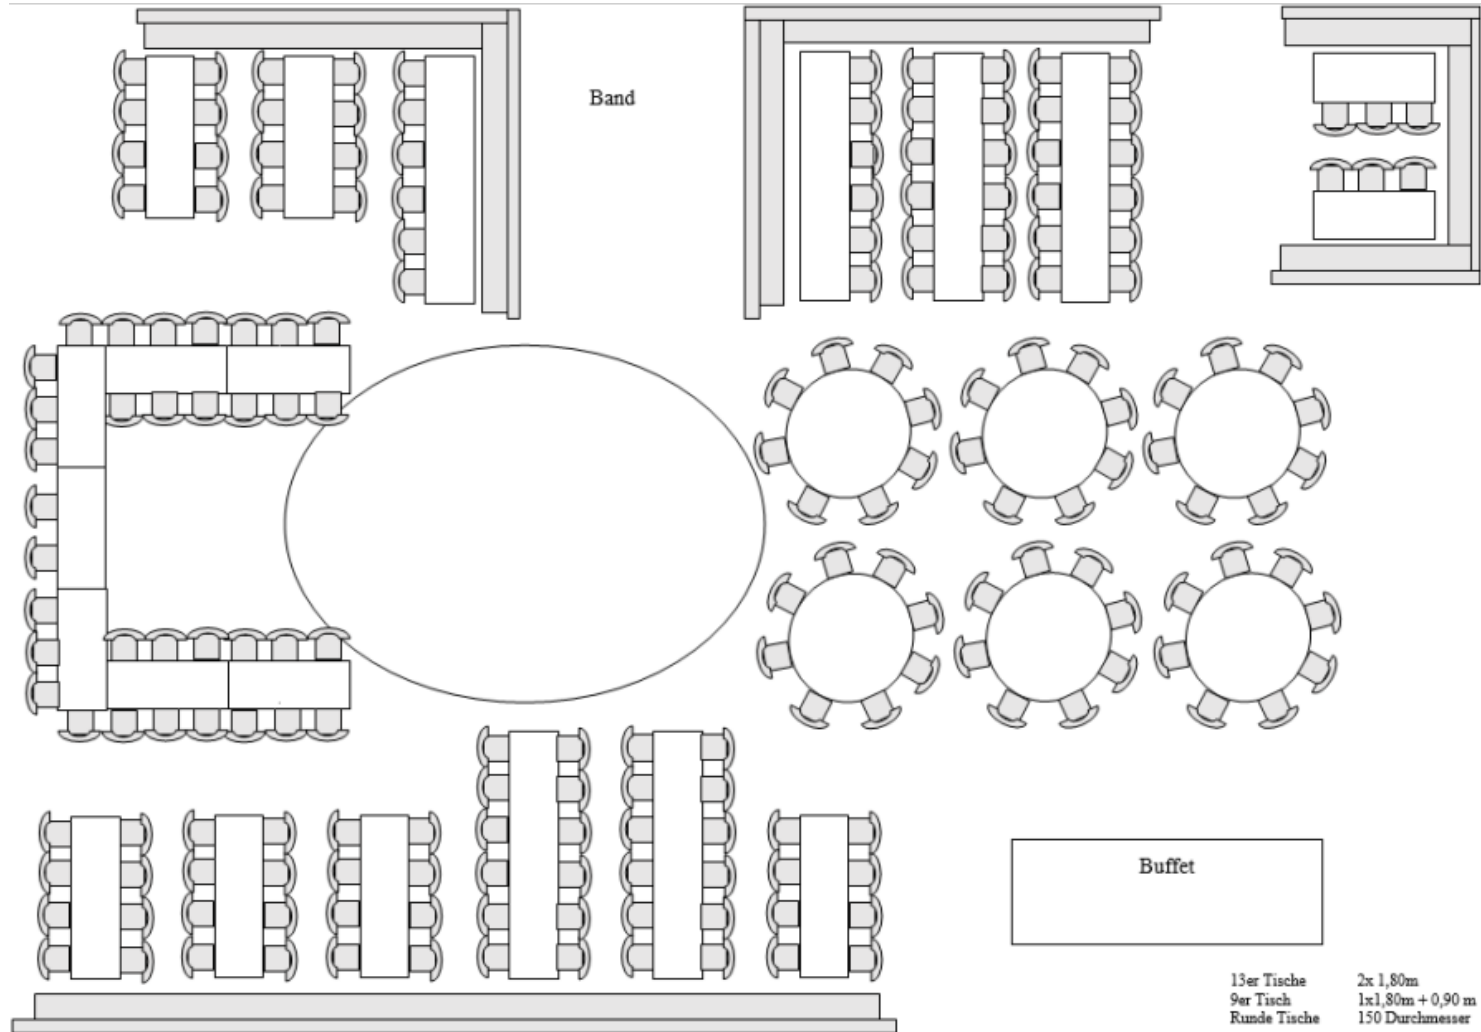 Band
Buffet
13er Tische 2x 1,80m
9er Tisch 1x1,80m + 0,90 m
Runde Tische 150 Durchmesser